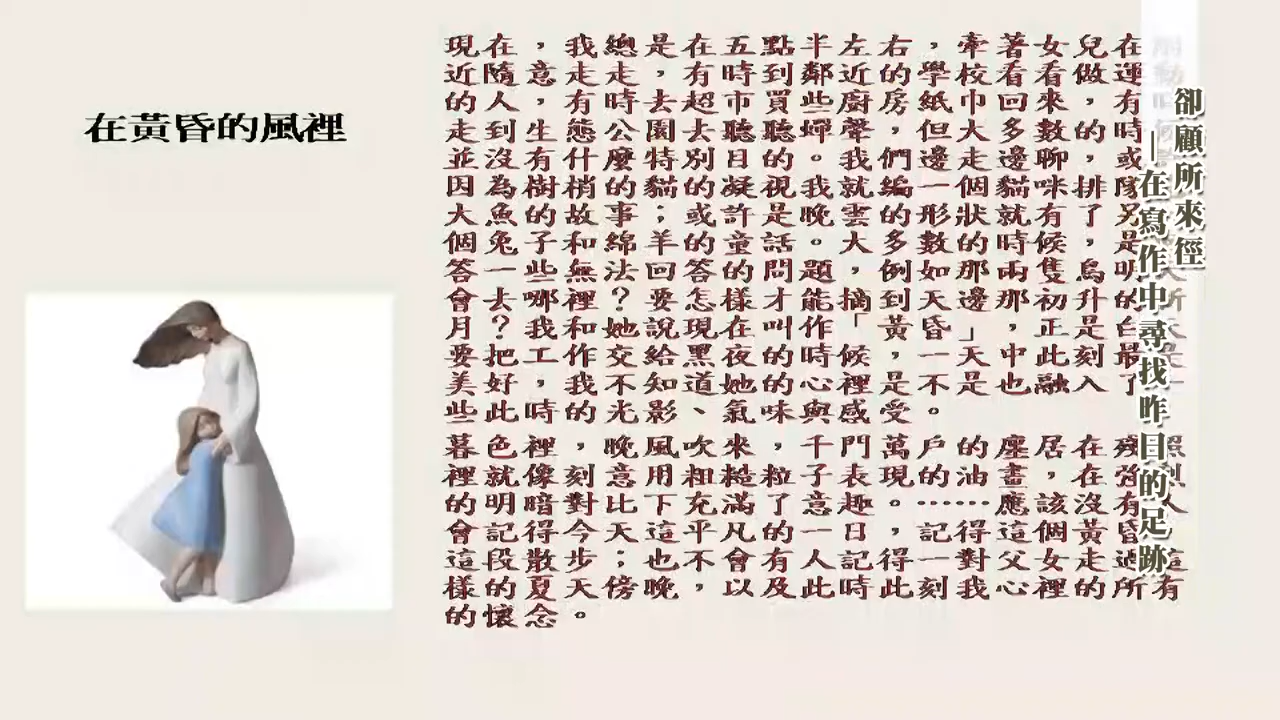 在黃昏的風裡
現在，我總是在五點半左右，牽著女兒在
近隨意走走，有時到鄰近的學校看看做運
的人，有時去超市買些廚房紙巾回來，有
走到生態公園去聽聽蟬聲，但大多數的時
並沒有什麼特別的目的。我們邊走邊聊，或
因為樹梢的貓的凝視我就編一個貓咪排隊
大魚的故事；或許是晚雲的形狀就有了另
個兔子和綿羊的童話。大多數的時候，是
答一些無法回答的問題，例如那兩隻烏明
會去哪裡？要怎樣才能摘到天邊那初升的
月？我和她說現在叫作「黃昏」，正是白
要把工作交給黑夜的時候，一天中此刻最
美好，我不知道她的心裡是不是也融入了
些此時的光影、氣味與感受。
暮色裡，晚風吹來，千門萬戶的塵居在殘照
裡就像刻意用粗糙粒子表現的油畫，在強烈
的明暗對比下充滿了意趣。……應該沒有人
會記得今天這平凡的一日，記得這個黃昏
這段散步；也不會有人記得一對父女走過這
樣的夏天傍晚，以及此時此刻我心裡的所有
的懷念。
卻顧所來徑
—在寫作中尋找昨日的足跡